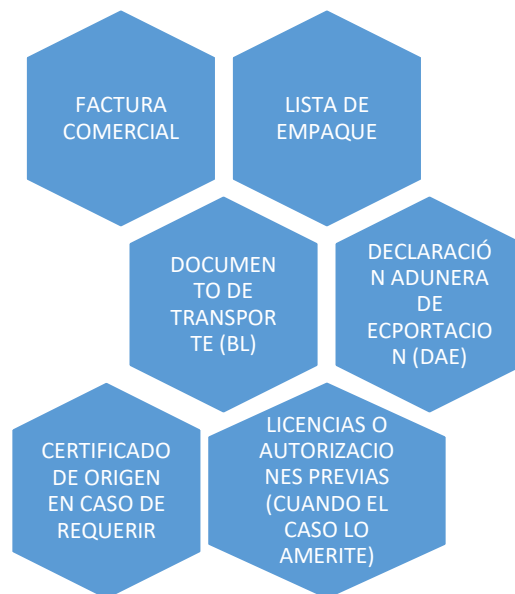 FACTURA
COMERCIAL
LISTA DE
EMPAQUE
DOCUMEN
TO DE
TRANSPOR
TE (BL)
DECLARACIÓ
N ADUNERA
DE
ECPORTACIO
N (DAE)
CERTIFICADO
DE ORIGEN
EN CASO DE
REQUERIR
LICENCIAS O
AUTORIZACIO
NES PREVIAS
(CUANDO EL
CASO LO
AMERITE)